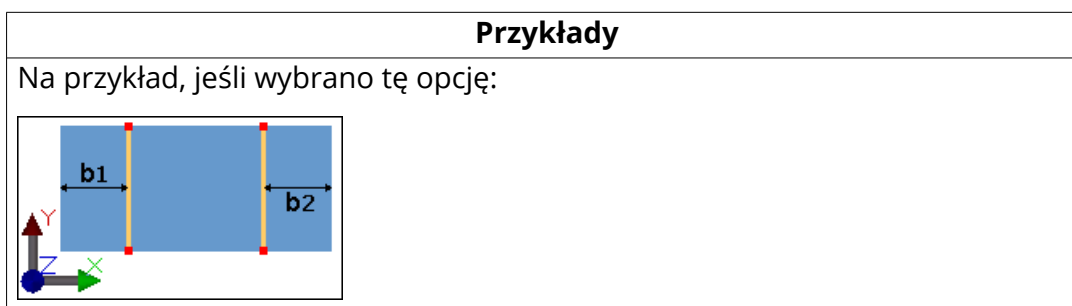 Przykłady
Na przykład, jeśli wybrano tę opcję:
b1
b2
Y
Z X